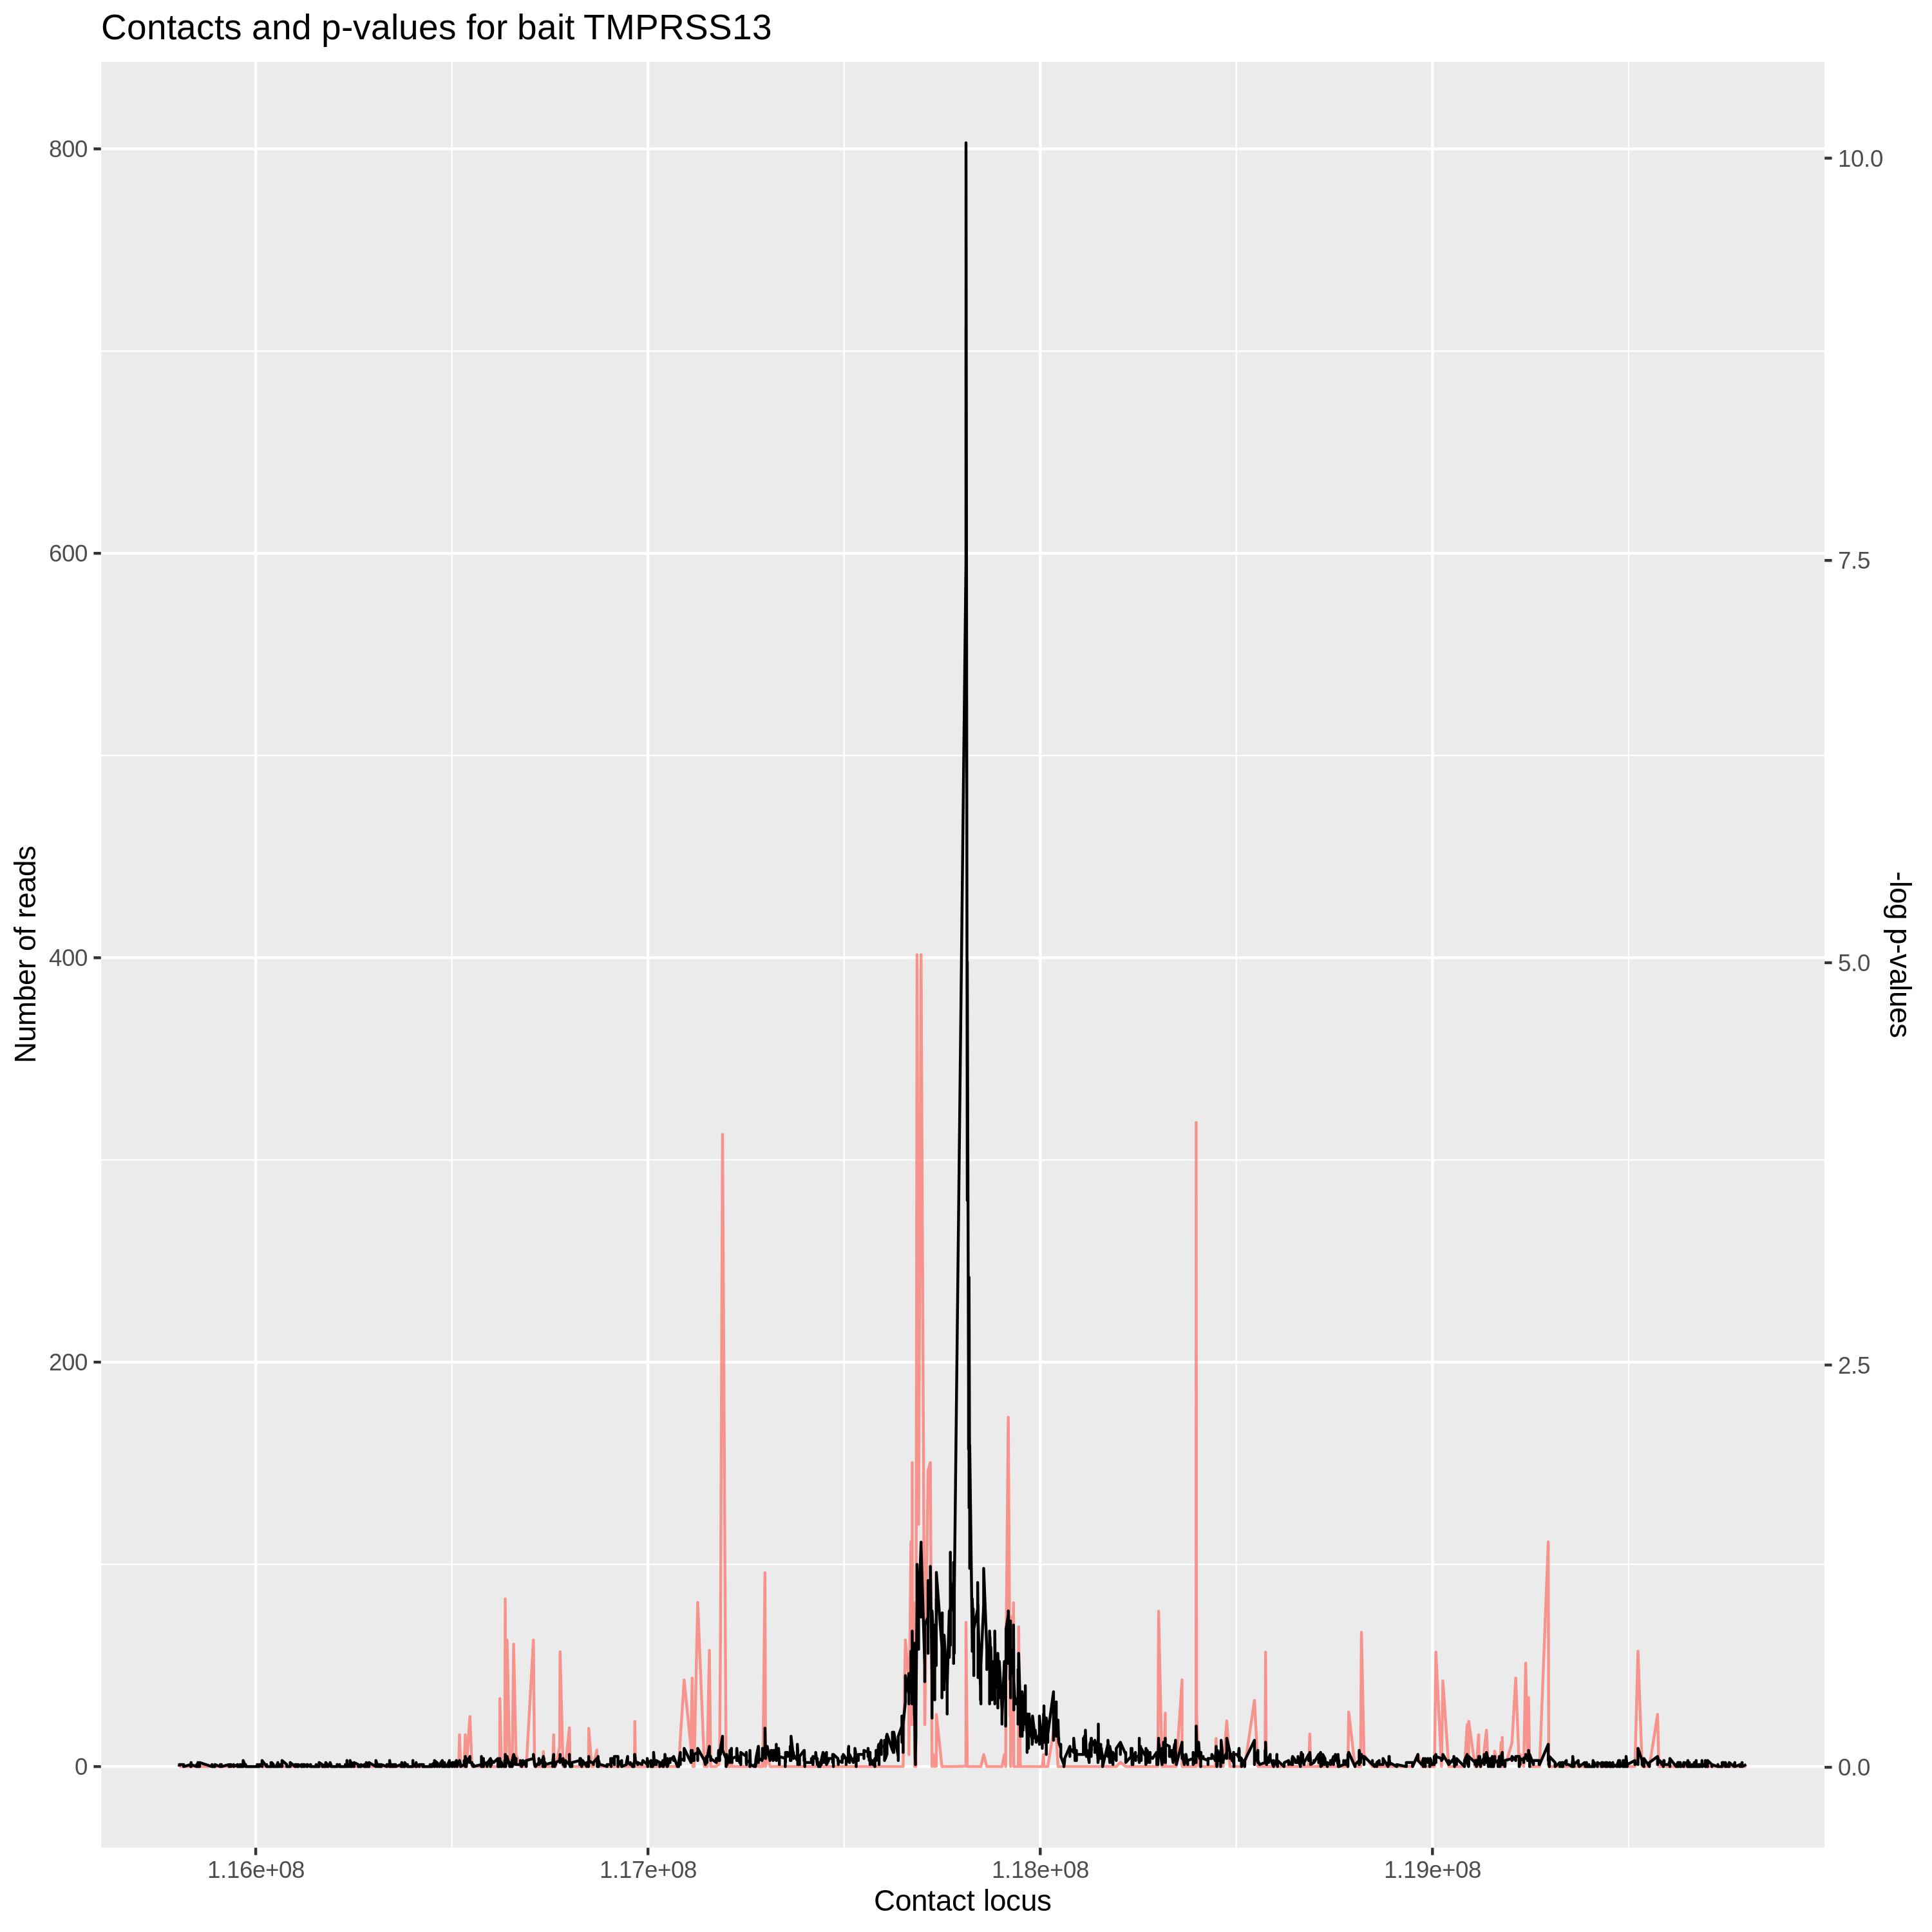 Contacts and p-values for bait TMPRSS13
800
600
400
200
0
Number of reads
10.0
7.5
5.0
2.5
0.0
-log p-values
1.16e+08
1.17e+08
1.18e+08
1.19e+08
Contact locus